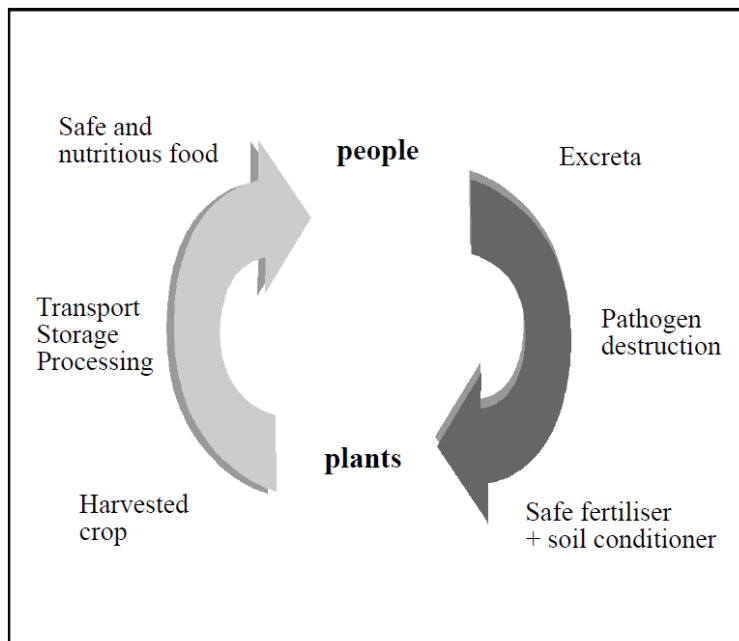 Safe and
nutritious food
people
Excreta
Transport
Storage
Processing
Pathogen
destruction
plants
Harvested
crop
Safe fertiliser
+ soil conditioner